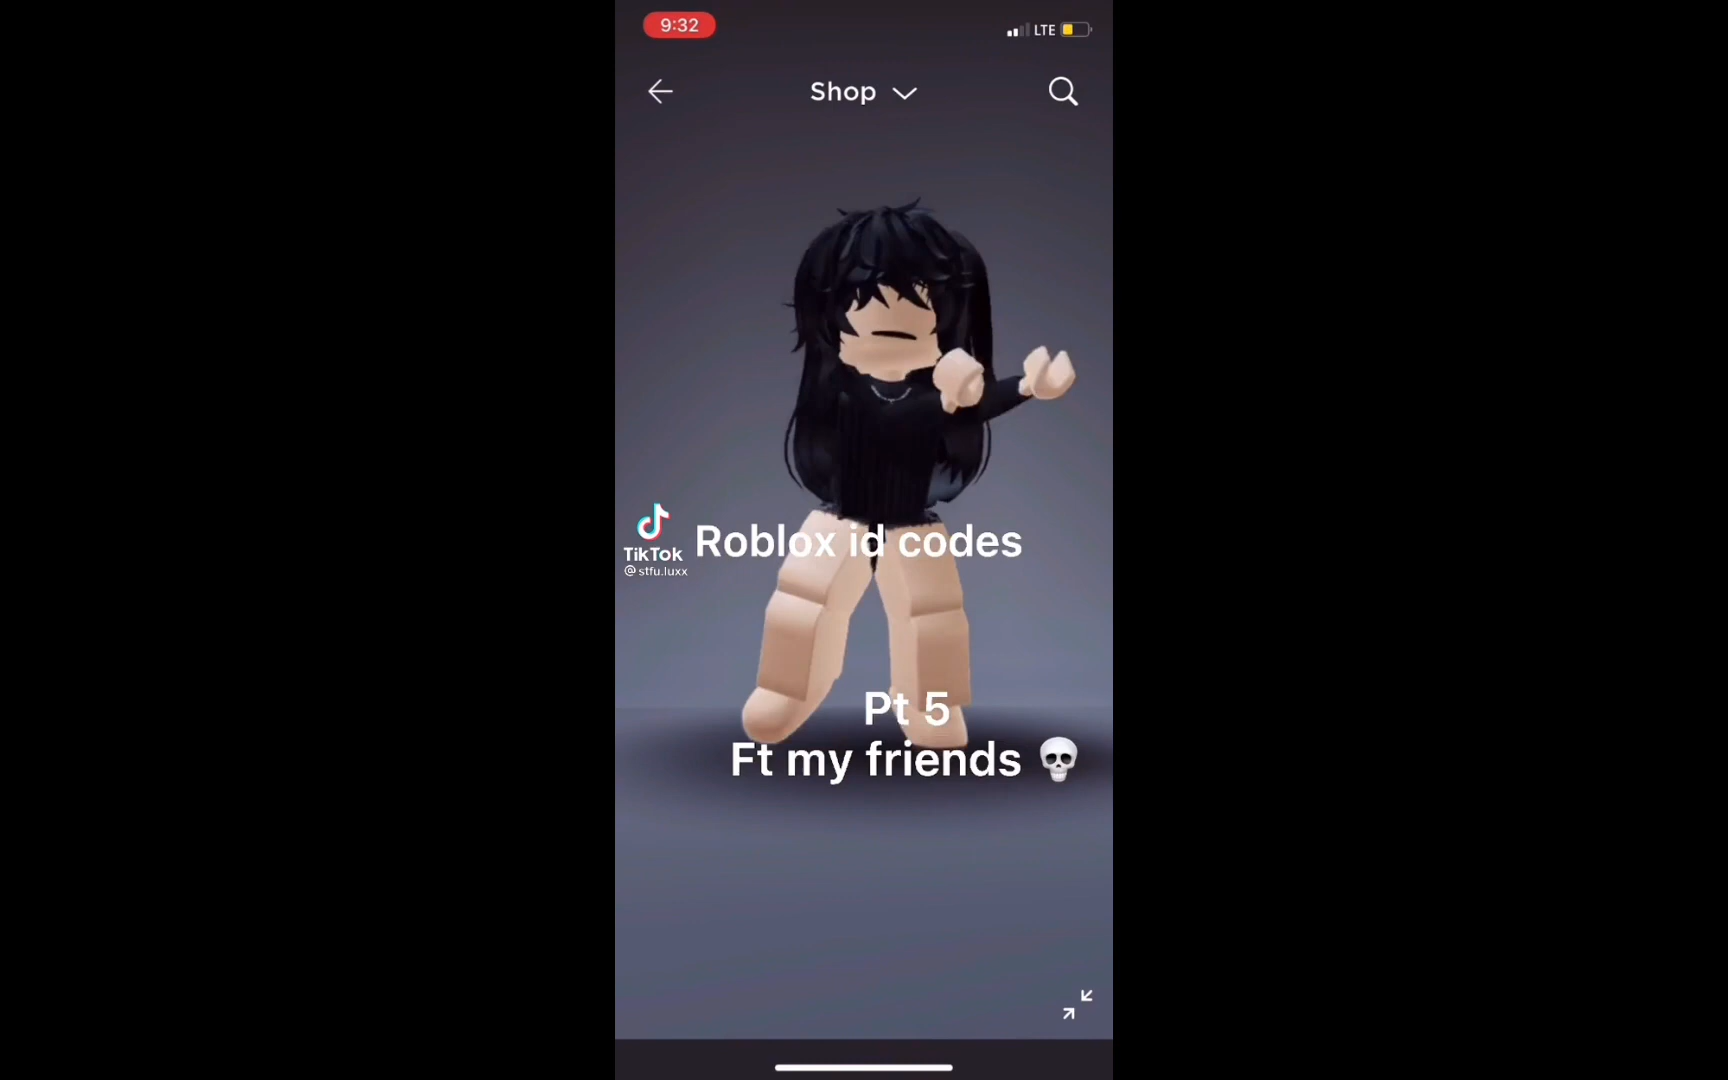 9:32
LTE
Shop
TikTok
@stfu.luxx
Roblox id codes
Pt 5
Ft my friends 💀